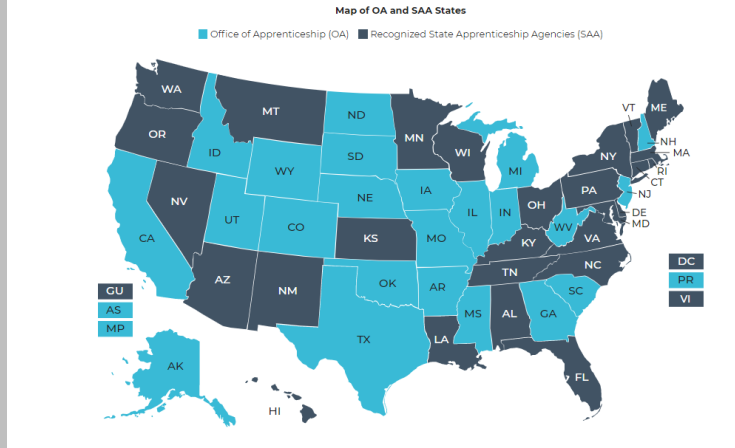 Map of OA and SAA States
Office of Apprenticeship (OA) Recognized State Apprenticeship Agencies (SAA)
WA
MT
ND
MN
VT
ME
OR
ID
SD
WI
MI
NY
NH
MA
RI
CT
WY
NE
IA
PA
NJ
NV
UT
CO
IL
IN
OH
WV
DE
MD
CA
KS
MO
KY
VA
AZ
NM
OK
AR
TN
NC
SC
DC
PR
VI
GU
AS
MP
TX
LA
MS
AL
GA
AK
HI
FL